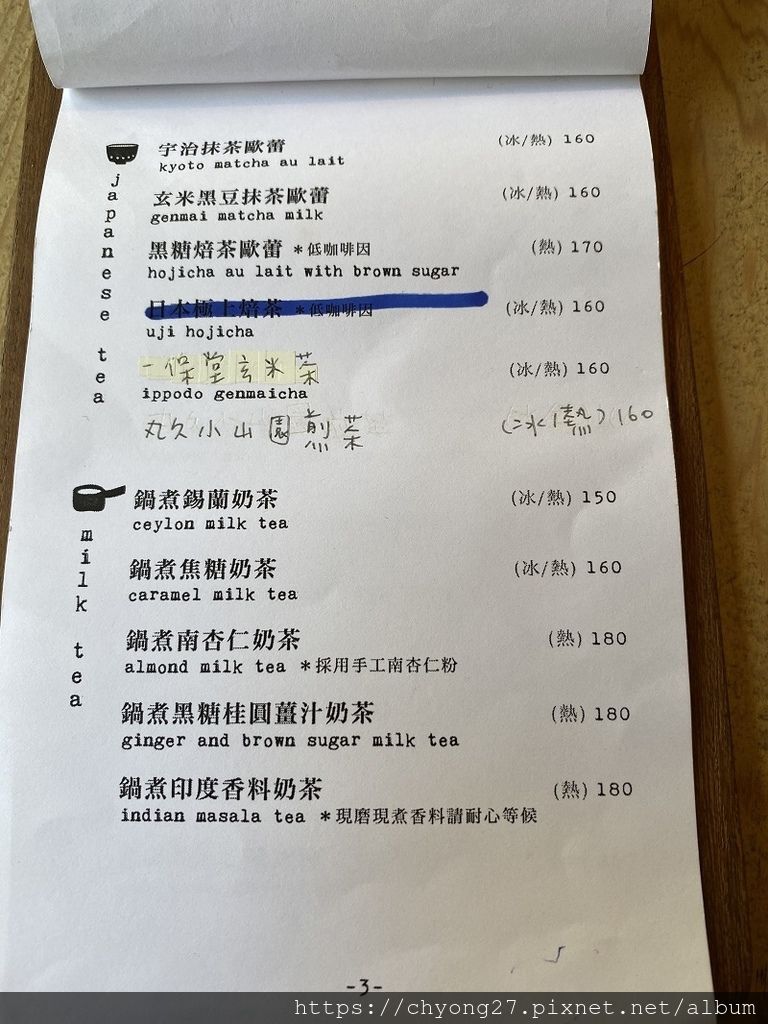 japanese tea
宇治抹茶歐蕾 (冰/熱) 160
kyoto matcha au lait
玄米黑豆抹茶歐蕾 (冰/熱) 160
genmai matcha milk
黑糖焙茶歐蕾 *低咖啡因 (熱) 170
hojicha au lait with brown sugar
日本極上焙茶 *低咖啡因 (冰/熱) 160
uji hojicha
一保堂玄米茶 (冰/熱) 160
ippodo genmaicha
丸久小山園煎茶 (冰/熱) 160
milk tea
鍋煮錫蘭奶茶 (冰/熱) 150
ceylon milk tea
鍋煮焦糖奶茶 (冰/熱) 160
caramel milk tea
鍋煮南杏仁奶茶 (熱) 180
almond milk tea *採用手工南杏仁粉
鍋煮黑糖桂圓薑汁奶茶 (熱) 180
ginger and brown sugar milk tea
鍋煮印度香料奶茶 (熱) 180
indian masala tea *現磨現煮香料請耐心等候
-3-
https://chyong27.pixnet.net/album